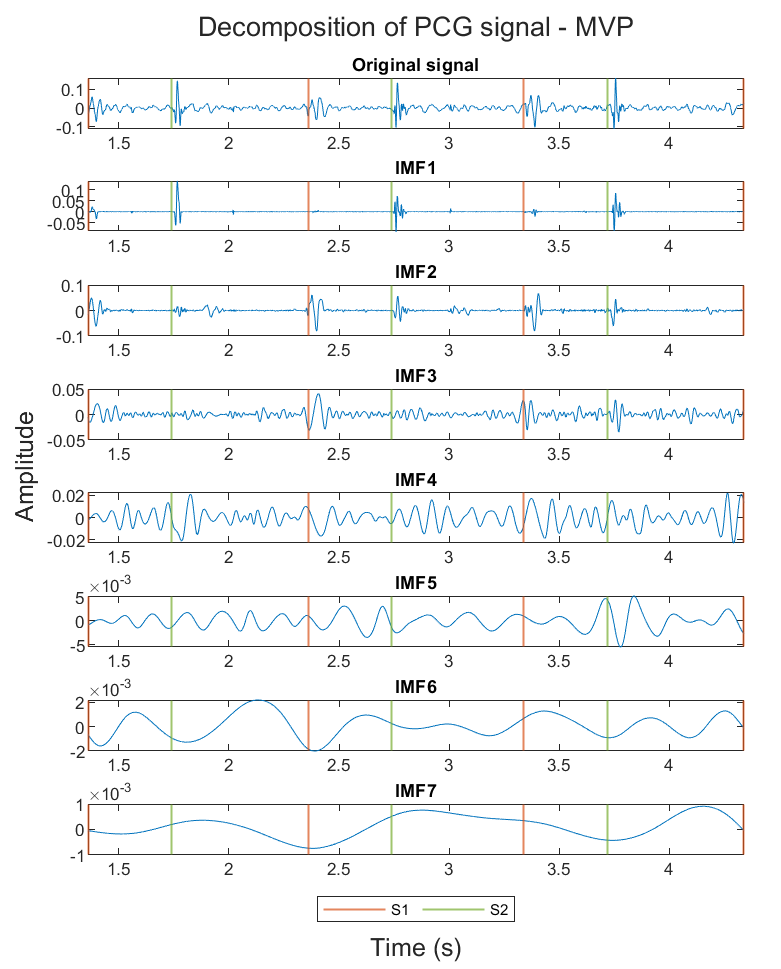 Decomposition of PCG signal - MVP
Original signal
0.1
0
-0.1
1.5 2 2.5 3 3.5 4
IMF1
0.1
0.05
0
-0.05
1.5 2 2.5 3 3.5 4
IMF2
0.1
0
-0.1
1.5 2 2.5 3 3.5 4
IMF3
0.05
0
-0.05
1.5 2 2.5 3 3.5 4
Amplitude
IMF4
0.02
0
-0.02
1.5 2 2.5 3 3.5 4
IMF5
×10-3
5
0
-5
1.5 2 2.5 3 3.5 4
IMF6
×10-3
2
0
-2
1.5 2 2.5 3 3.5 4
IMF7
×10-3
1
0
-1
1.5 2 2.5 3 3.5 4
S1 S2
Time (s)